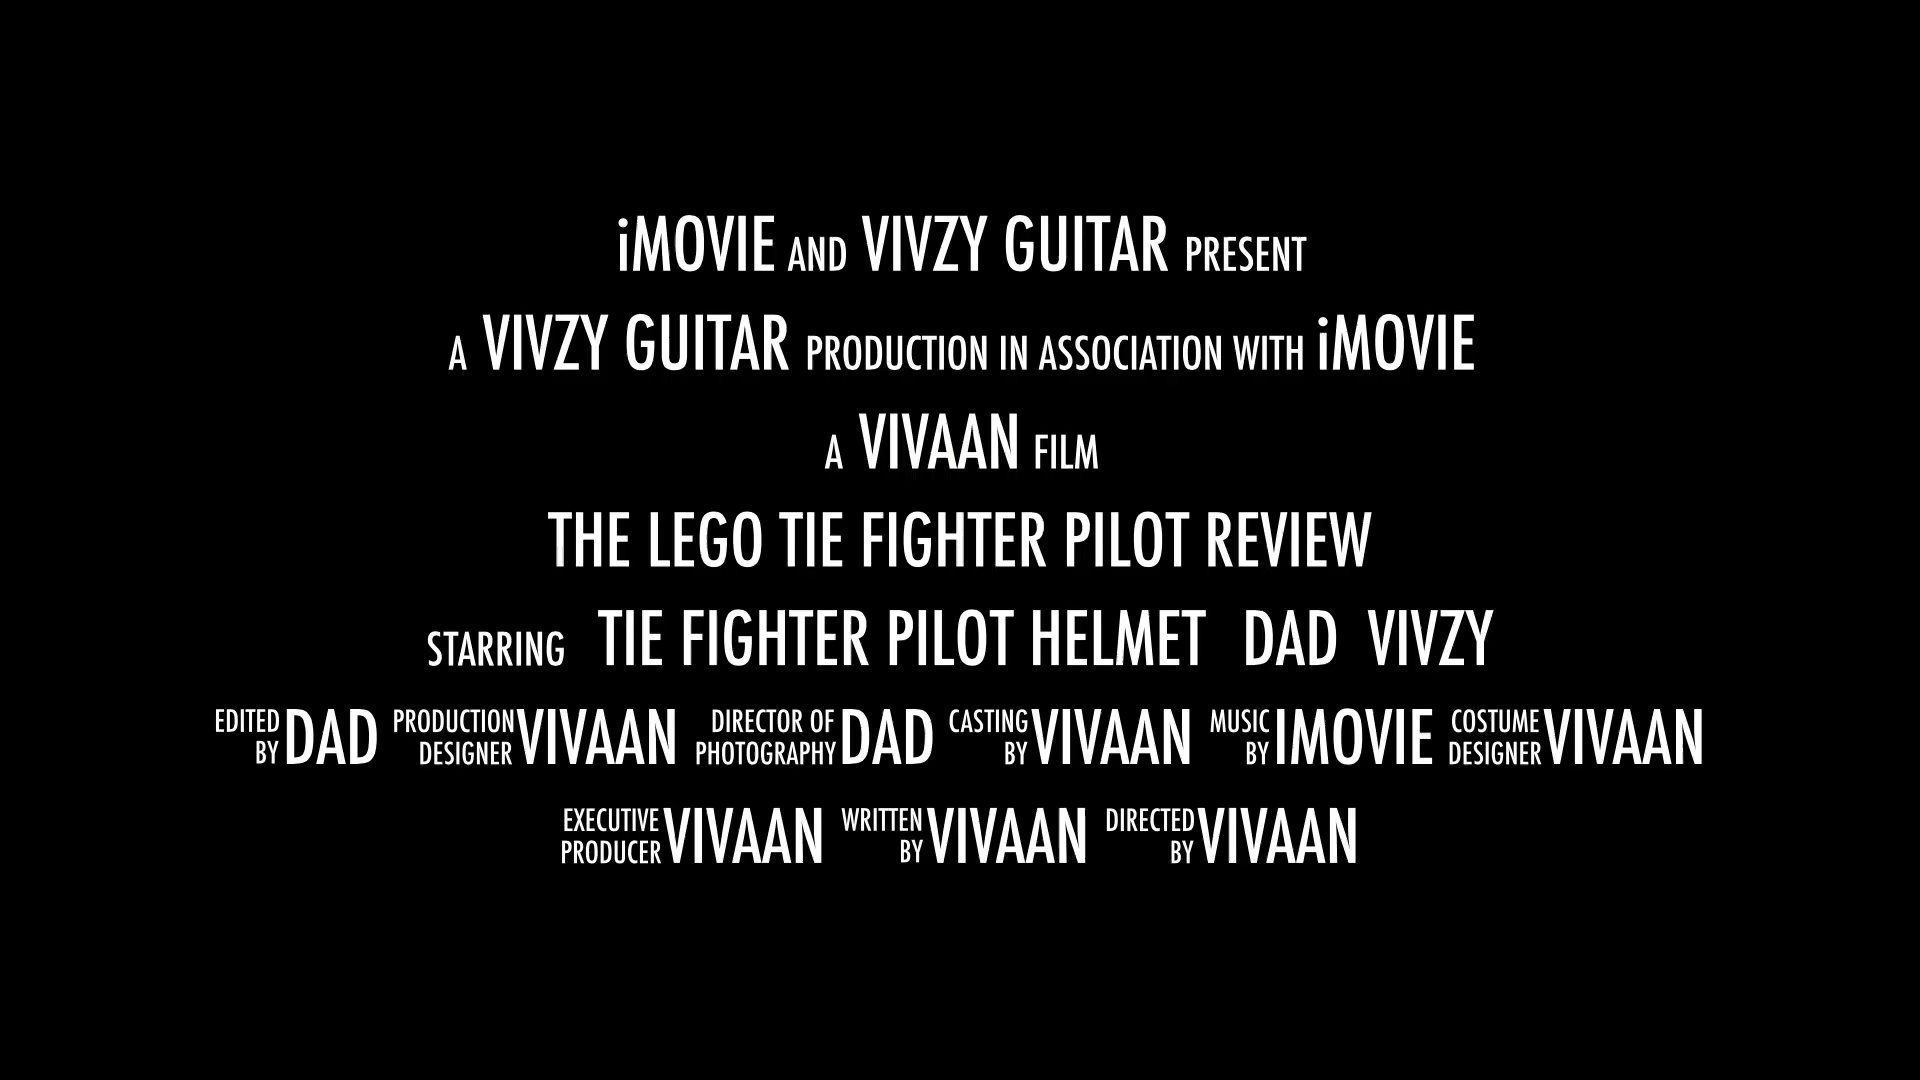 iMOVIE AND VIVZY GUITAR PRESENT
A VIVZY GUITAR PRODUCTION IN ASSOCIATION WITH iMOVIE
A VIVAAN FILM
THE LEGO TIE FIGHTER PILOT REVIEW
STARRING TIE FIGHTER PILOT HELMET DAD VIVZY
EDITED BY DAD PRODUCTION DESIGNER VIVAAN DIRECTOR OF PHOTOGRAPHY DAD CASTING BY VIVAAN MUSIC BY IMOVIE COSTUME DESIGNER VIVAAN
EXECUTIVE PRODUCER VIVAAN WRITTEN BY VIVAAN DIRECTED BY VIVAAN